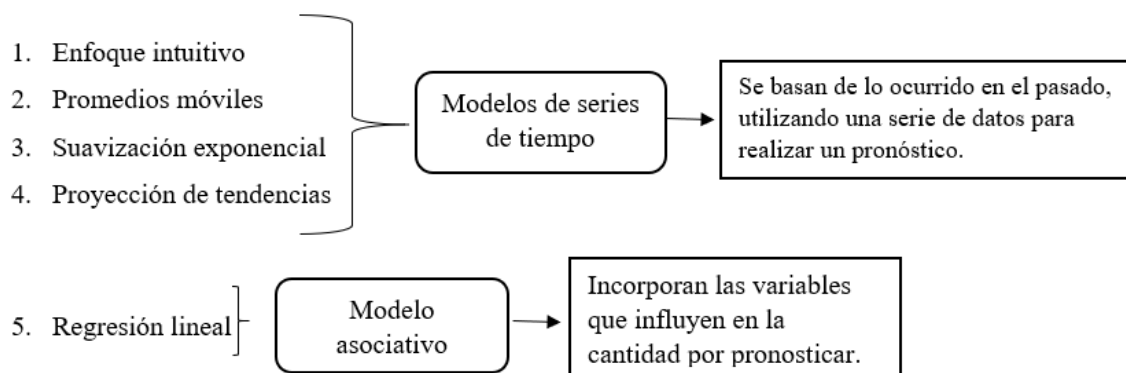 1. Enfoque intuitivo
2. Promedios móviles
3. Suavización exponencial
4. Proyección de tendencias
Modelos de series
de tiempo
Se basan de lo ocurrido en el pasado,
utilizando una serie de datos para
realizar un pronóstico.
5. Regresión lineal
Modelo
asociativo
Incorporan las variables
que influyen en la
cantidad por pronosticar.